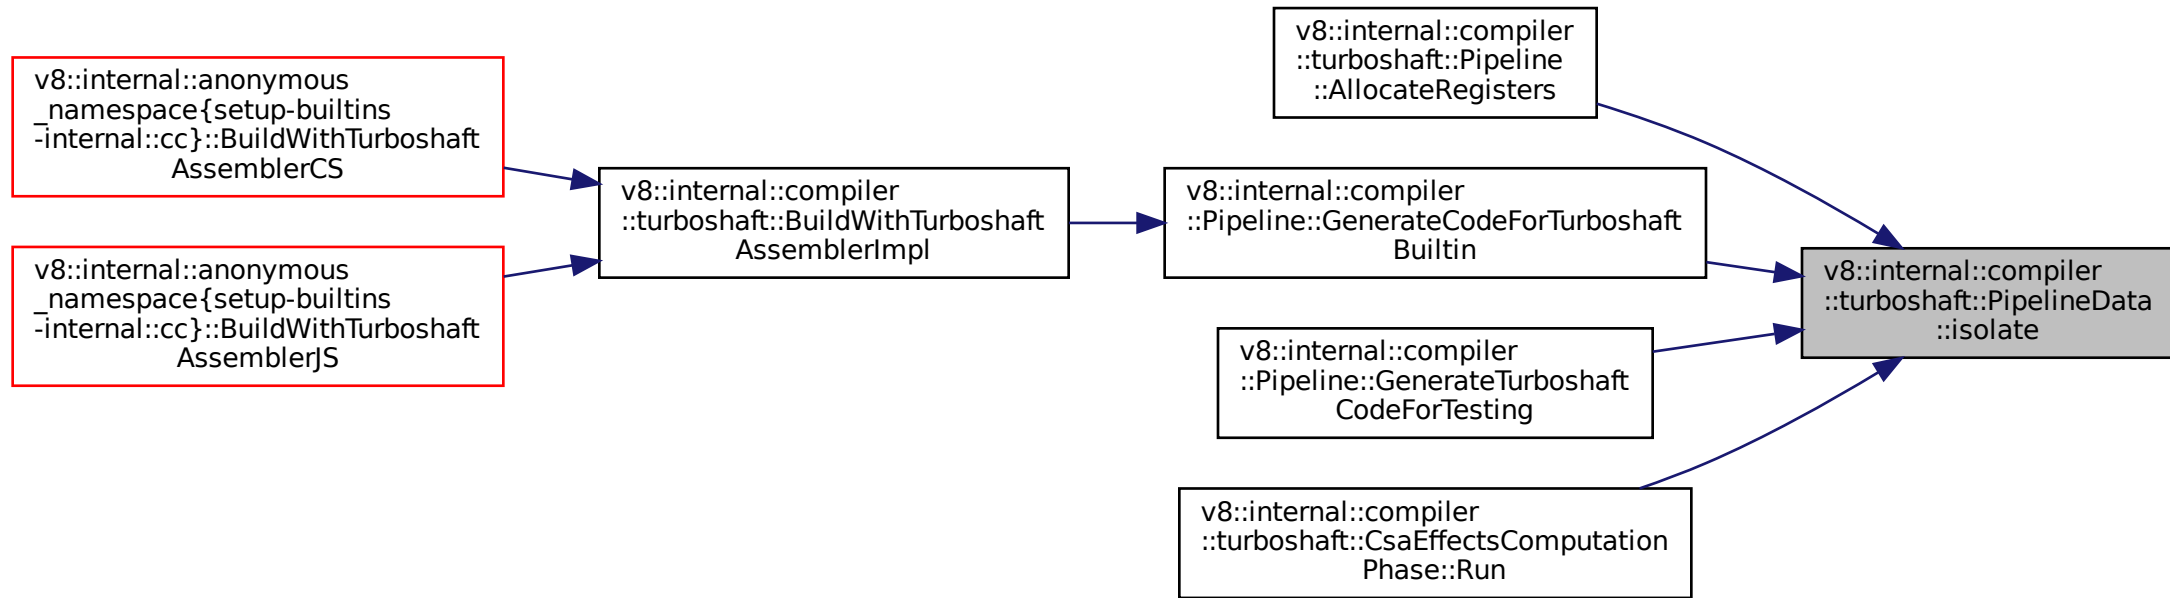 v8::internal::anonymous
_namespace{setup-builtins
-internal::cc}::BuildWithTurboshaft
AssemblerCS
v8::internal::anonymous
_namespace{setup-builtins
-internal::cc}::BuildWithTurboshaft
AssemblerJS
v8::internal::compiler
::turboshaft::BuildWithTurboshaft
AssemblerImpl
v8::internal::compiler
::turboshaft::Pipeline
::AllocateRegisters
v8::internal::compiler
::Pipeline::GenerateCodeForTurboshaft
Builtin
v8::internal::compiler
::Pipeline::GenerateTurboshaft
CodeForTesting
v8::internal::compiler
::turboshaft::CsaEffectsComputation
Phase::Run
v8::internal::compiler
::turboshaft::PipelineData
::isolate